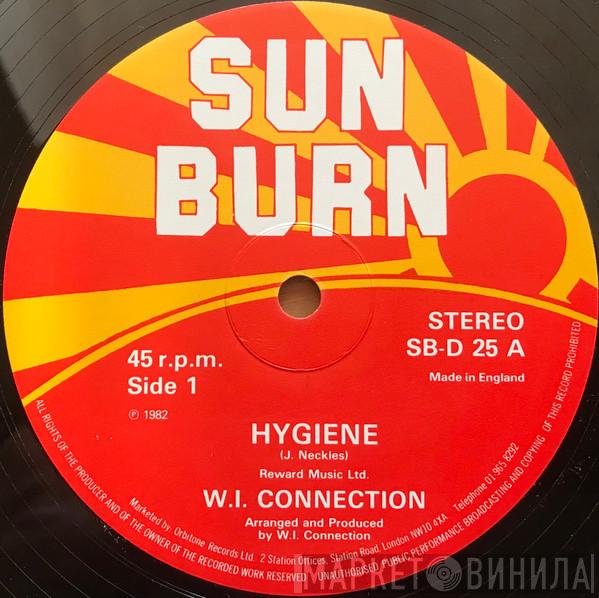 SUN
BURN
STEREO
SB-D 25 A
Made in England
45 r.p.m.
Side 1
℗ 1982
HYGIENE
(J. Neckles)
Reward Music Ltd.
W.I. CONNECTION
Arranged and Produced
by W.I. Connection
Marketed by: Orbitone Records Ltd. 2 Station Offices, Station Road, London NW10 4XA Telephone 01 965 8292
ALL RIGHTS OF THE PRODUCER AND OF THE OWNER OF THE RECORDED WORK RESERVED UNAUTHORISED PUBLIC PERFORMANCE BROADCASTING AND COPYING OF THIS RECORD PROHIBITED
МАРКЕТ ВИНИЛА